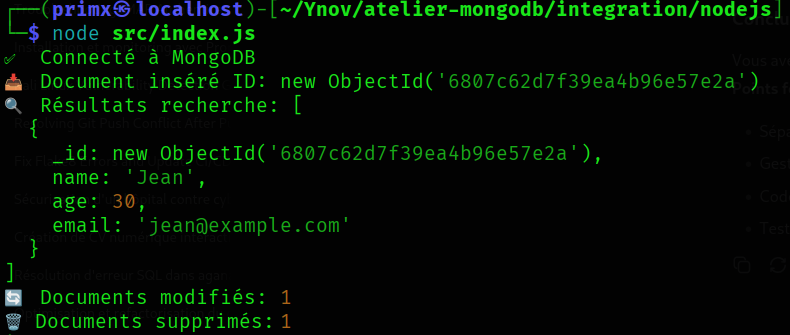 ┌──(primx㉿localhost)-[~/Ynov/atelier-mongodb/integration/nodejs]
└─$ node src/index.js
✅ Connecté à MongoDB
📥 Document inséré ID: new ObjectId('6807c62d7f39ea4b96e57e2a')
🔍 Résultats recherche: [
  {
    _id: new ObjectId('6807c62d7f39ea4b96e57e2a'),
    name: 'Jean',
    age: 30,
    email: 'jean@example.com'
  }
]
🔄 Documents modifiés: 1
🗑️ Documents supprimés: 1